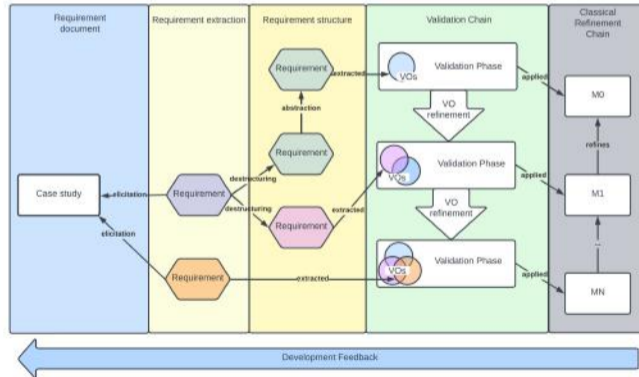 Requirement
document
Requirement extraction
Requirement structure
Validation Chain
Classical
Refinement
Chain
Requirement
extracted
VOs
Validation Phase
applied
M0
abstraction
VO
refinement
refines
Requirement
destructuring
VOs
Validation Phase
applied
Case study
elicitation
Requirement
destructuring
extracted
M1
Requirement
VO
refinement
elicitation
..
Requirement
extracted
VOs
Validation Phase
applied
MN
Development Feedback